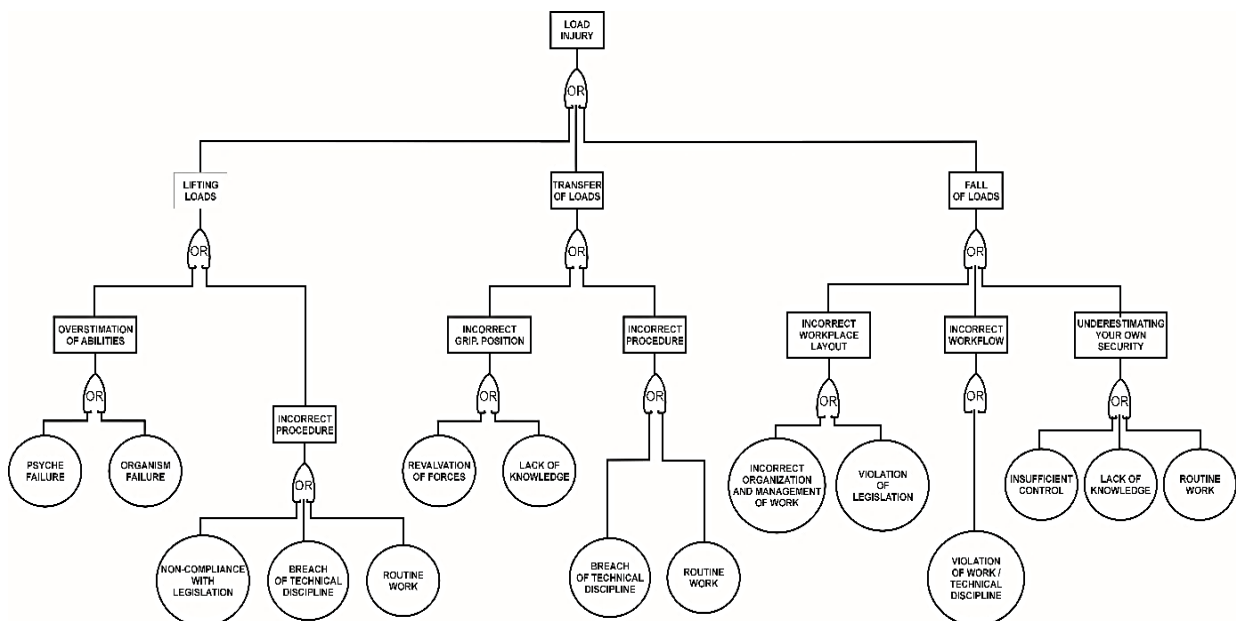 LOAD
INJURY
OR
LIFTING
LOADS
TRANSFER
OF LOADS
FALL
OF LOADS
OR
OR
OR
OVERSTIMATION
OF ABILITIES
INCORRECT
GRIP. POSITION
INCORRECT
PROCEDURE
INCORRECT
WORKPLACE
LAYOUT
INCORRECT
WORKFLOW
UNDERESTIMATING
YOUR OWN
SECURITY
OR
INCORRECT
PROCEDURE
OR
OR
OR
OR
OR
PSYCHE
FAILURE
ORGANISM
FAILURE
OR
REVALVATION
OF FORCES
LACK OF
KNOWLEDGE
INCORRECT
ORGANIZATION
AND MANAGEMENT
OF WORK
VIOLATION
OF
LEGISLATION
INSUFFICIENT
CONTROL
LACK OF
KNOWLEDGE
ROUTINE
WORK
NON-COMPLIANCE
WITH
LEGISLATION
BREACH
OF TECHNICAL
DISCIPLINE
ROUTINE
WORK
BREACH
OF TECHNICAL
DISCIPLINE
ROUTINE
WORK
VIOLATION
OF WORK /
TECHNICAL
DISCIPLINE